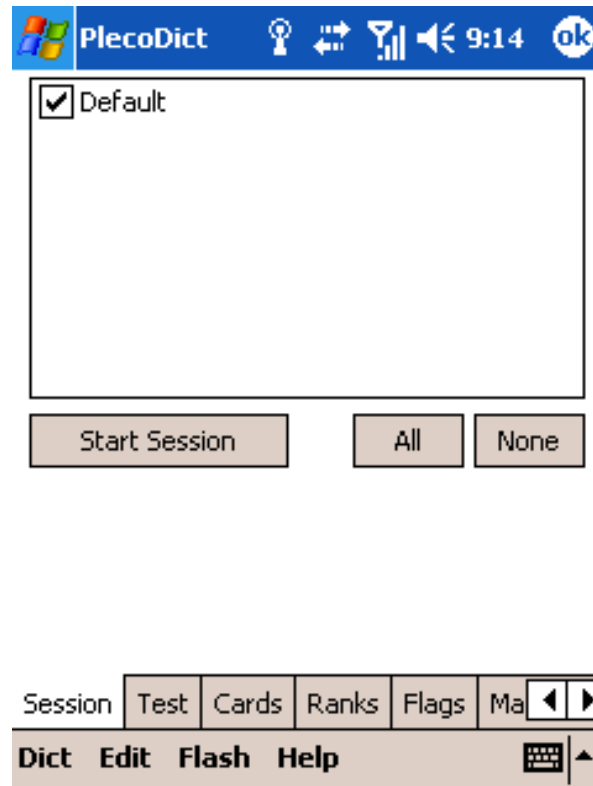 PlecoDict 9:14 ok
Default
Start Session All None
Session Test Cards Ranks Flags Ma
Dict Edit Flash Help